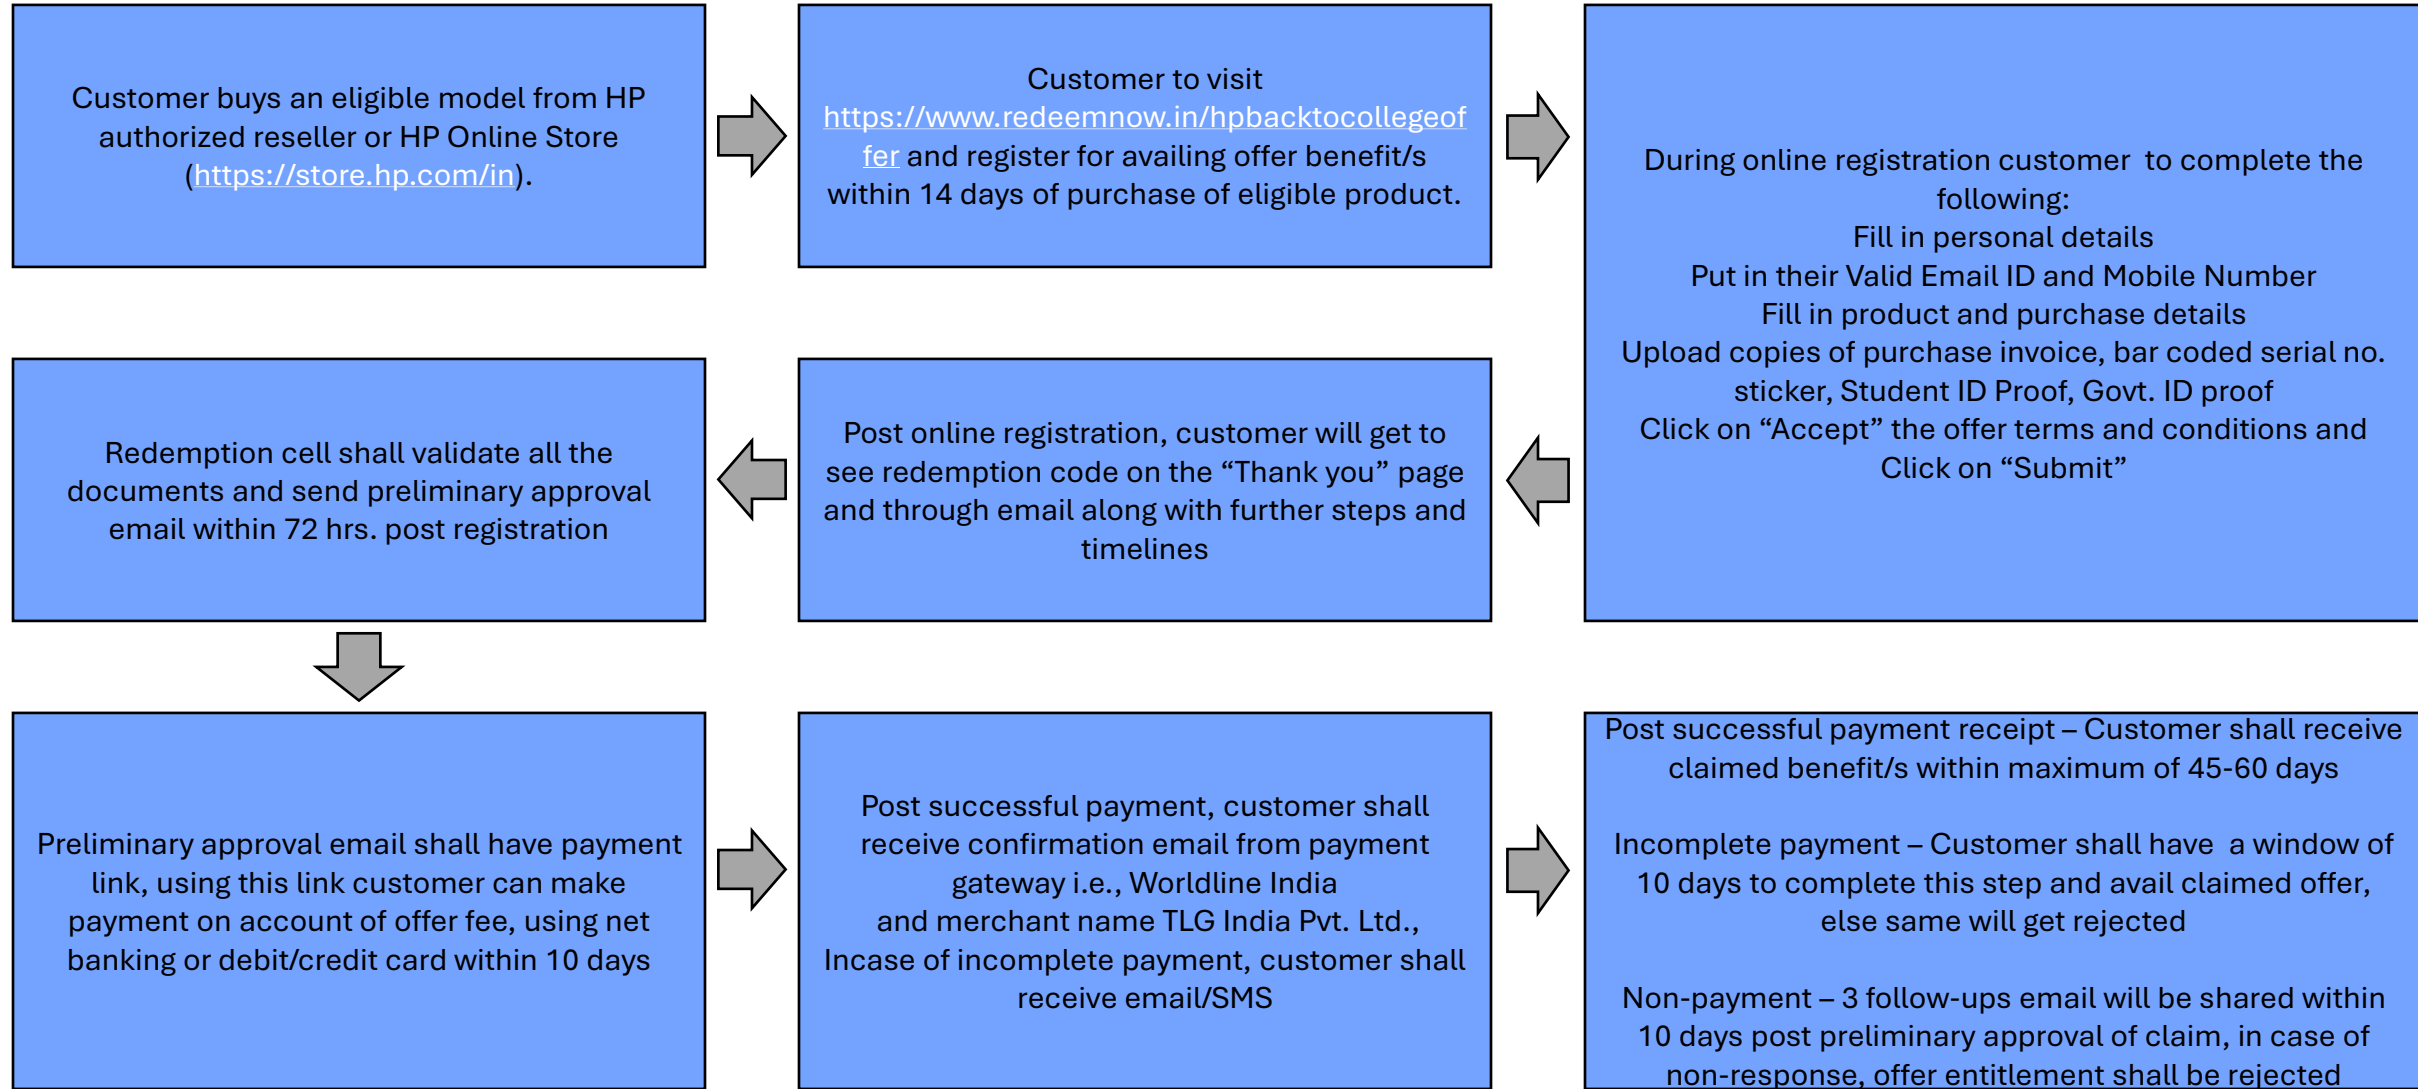 Customer buys an eligible model from HP
authorized reseller or HP Online Store
(https://store.hp.com/in).
Customer to visit
https://www.redeemnow.in/hpbacktocollegeof
fer and register for availing offer benefit/s
within 14 days of purchase of eligible product.
During online registration customer  to complete the
following:
Fill in personal details
Put in their Valid Email ID and Mobile Number
Fill in product and purchase details
Upload copies of purchase invoice, bar coded serial no.
sticker, Student ID Proof, Govt. ID proof
Click on “Accept” the offer terms and conditions and
Click on “Submit”
Post online registration, customer will get to
see redemption code on the “Thank you” page
and through email along with further steps and
timelines
Redemption cell shall validate all the
documents and send preliminary approval
email within 72 hrs. post registration
Preliminary approval email shall have payment
link, using this link customer can make
payment on account of offer fee, using net
banking or debit/credit card within 10 days
Post successful payment, customer shall
receive confirmation email from payment
gateway i.e., Worldline India
and merchant name TLG India Pvt. Ltd.,
Incase of incomplete payment, customer shall
receive email/SMS
Post successful payment receipt – Customer shall receive
claimed benefit/s within maximum of 45-60 days
Incomplete payment – Customer shall have  a window of
10 days to complete this step and avail claimed offer,
else same will get rejected
Non-payment – 3 follow-ups email will be shared within
10 days post preliminary approval of claim, in case of
non-response, offer entitlement shall be rejected